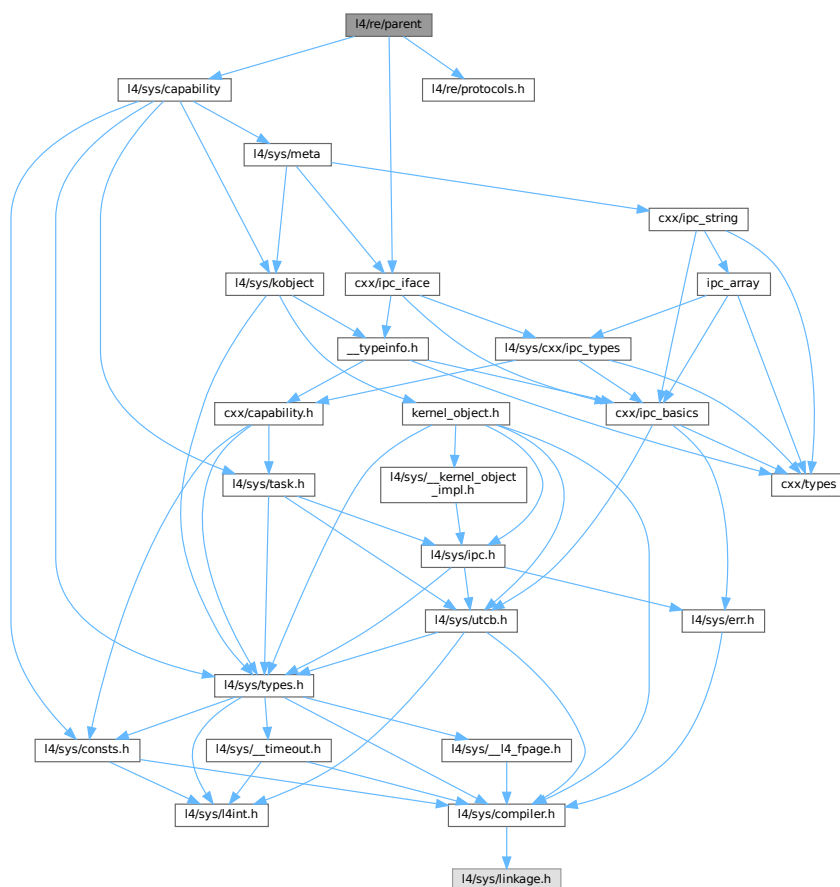 l4/re/parent
l4/sys/capability
l4/re/protocols.h
l4/sys/meta
cxx/ipc_string
l4/sys/kobject
cxx/ipc_iface
ipc_array
__typeinfo.h
l4/sys/cxx/ipc_types
cxx/capability.h
kernel_object.h
cxx/ipc_basics
l4/sys/task.h
l4/sys/__kernel_object
_impl.h
cxx/types
l4/sys/ipc.h
l4/sys/utcb.h
l4/sys/err.h
l4/sys/types.h
l4/sys/consts.h
l4/sys/__timeout.h
l4/sys/__l4_fpage.h
l4/sys/l4int.h
l4/sys/compiler.h
l4/sys/linkage.h